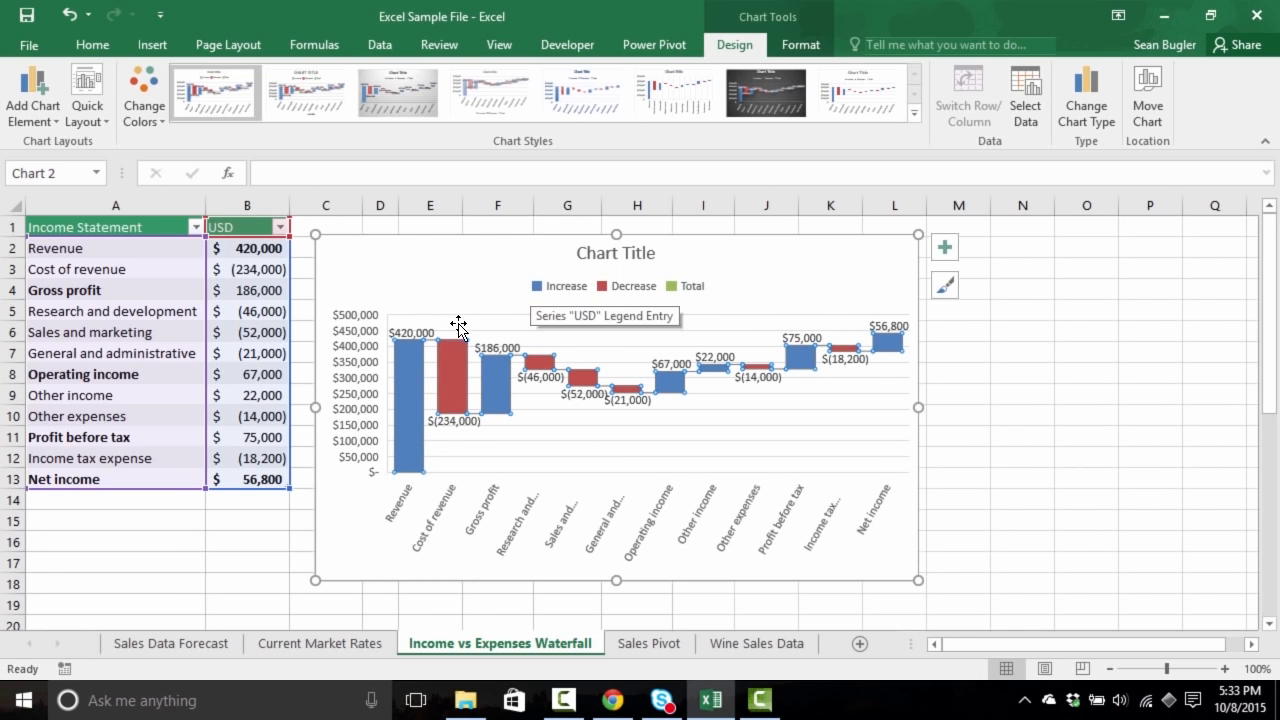 Excel Sample File - Excel
Chart Tools
File
Home
Insert
Page Layout
Formulas
Data
Review
View
Developer
Power Pivot
Design
Format
Tell me what you want to do...
Sean Bugler
Share
Add Chart
Element
Quick
Layout
Change
Colors
Switch Row/
Column
Select
Data
Change
Chart Type
Move
Chart
Chart Layouts
Chart Styles
Data
Type
Location
Chart 2
fx
A B C D E F G H I J K L M N O P Q
1 Income Statement USD
2 Revenue $ 420,000
3 Cost of revenue $ (234,000)
4 Gross profit $ 186,000
5 Research and development $ (46,000)
6 Sales and marketing $ (52,000)
7 General and administrative $ (21,000)
8 Operating income $ 67,000
9 Other income $ 22,000
10 Other expenses $ (14,000)
11 Profit before tax $ 75,000
12 Income tax expense $ (18,200)
13 Net income $ 56,800
14
15
16
17
18
19
20
Chart Title
Increase Decrease Total
Series "USD" Legend Entry
$500,000
$450,000
$400,000
$350,000
$300,000
$250,000
$200,000
$150,000
$100,000
$50,000
$-
$420,000
$(234,000)
$186,000
$(46,000)
$(52,000)
$(21,000)
$67,000
$22,000
$(14,000)
$75,000
$(18,200)
$56,800
Revenue
Cost of revenue
Gross profit
Research and...
Sales and...
General and...
Operating income
Other income
Other expenses
Profit before tax
Income tax...
Net income
Sales Data Forecast
Current Market Rates
Income vs Expenses Waterfall
Sales Pivot
Wine Sales Data
Ready
100%
Ask me anything
5:33 PM
10/8/2015